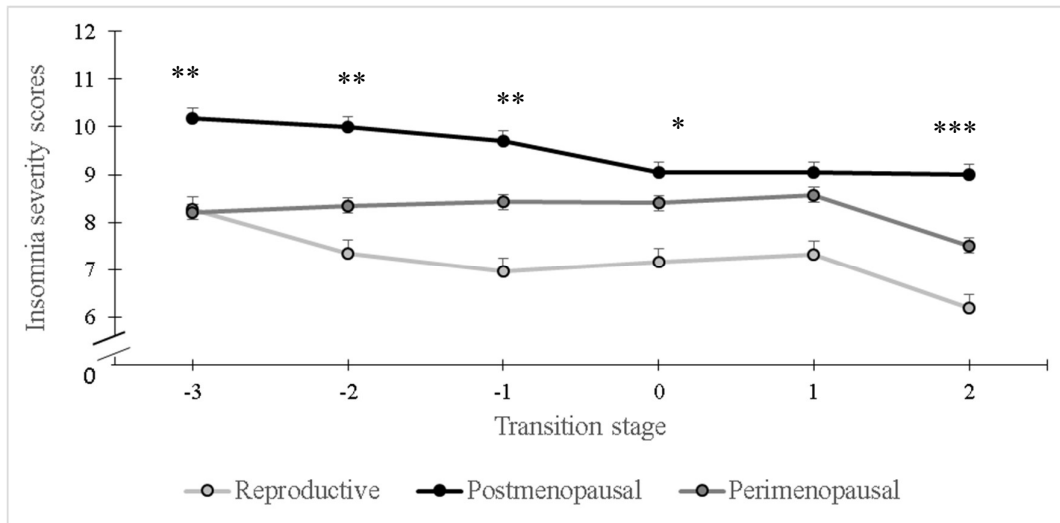 12
11
10
9
8
7
6
0
Insomnia severity scores
** ** ** * ***
-3 -2 -1 0 1 2
Transition stage
Reproductive Postmenopausal Perimenopausal